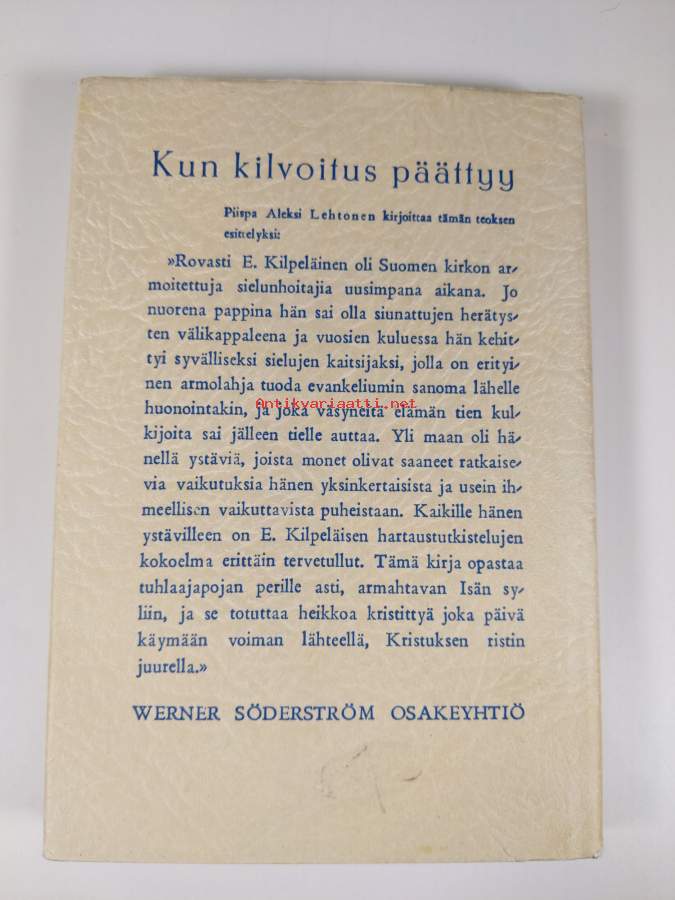 Kun kilvoitus päättyy
Piispa Aleksi Lehtonen kirjoittaa tämän teoksen
esittelyksi:
»Rovasti E. Kilpeläinen oli Suomen kirkon ar-
moitettuja sielunhoitajia uusimpana aikana. Jo
nuorena pappina hän sai olla siunattujen herätys-
ten välikappaleena ja vuosien kuluessa hän kehit-
tyi syvälliseksi sielujen kaitsijaksi, jolla on erityi-
nen armolahja tuoda evankeliumin sanoma lähelle
huonointakin, ja joka väsyneitä elämän tien kul-
Antikvariaatti.net
kijoita sai jälleen tielle auttaa. Yli maan oli hä-
nellä ystäviä, joista monet olivat saaneet ratkaise-
via vaikutuksia hänen yksinkertaisista ja usein ih-
meellisen vaikuttavista puheistaan. Kaikille hänen
ystävilleen on E. Kilpeläisen hartaustutkistelujen
kokoelma erittäin tervetullut. Tämä kirja opastaa
tuhlaajapojan perille asti, armahtavan Isän sy-
liin, ja se totuttaa heikkoa kristittyä joka päivä
käymään voiman lähteellä, Kristuksen ristin
juurella.»
WERNER SÖDERSTRÖM OSAKEYHTIÖ